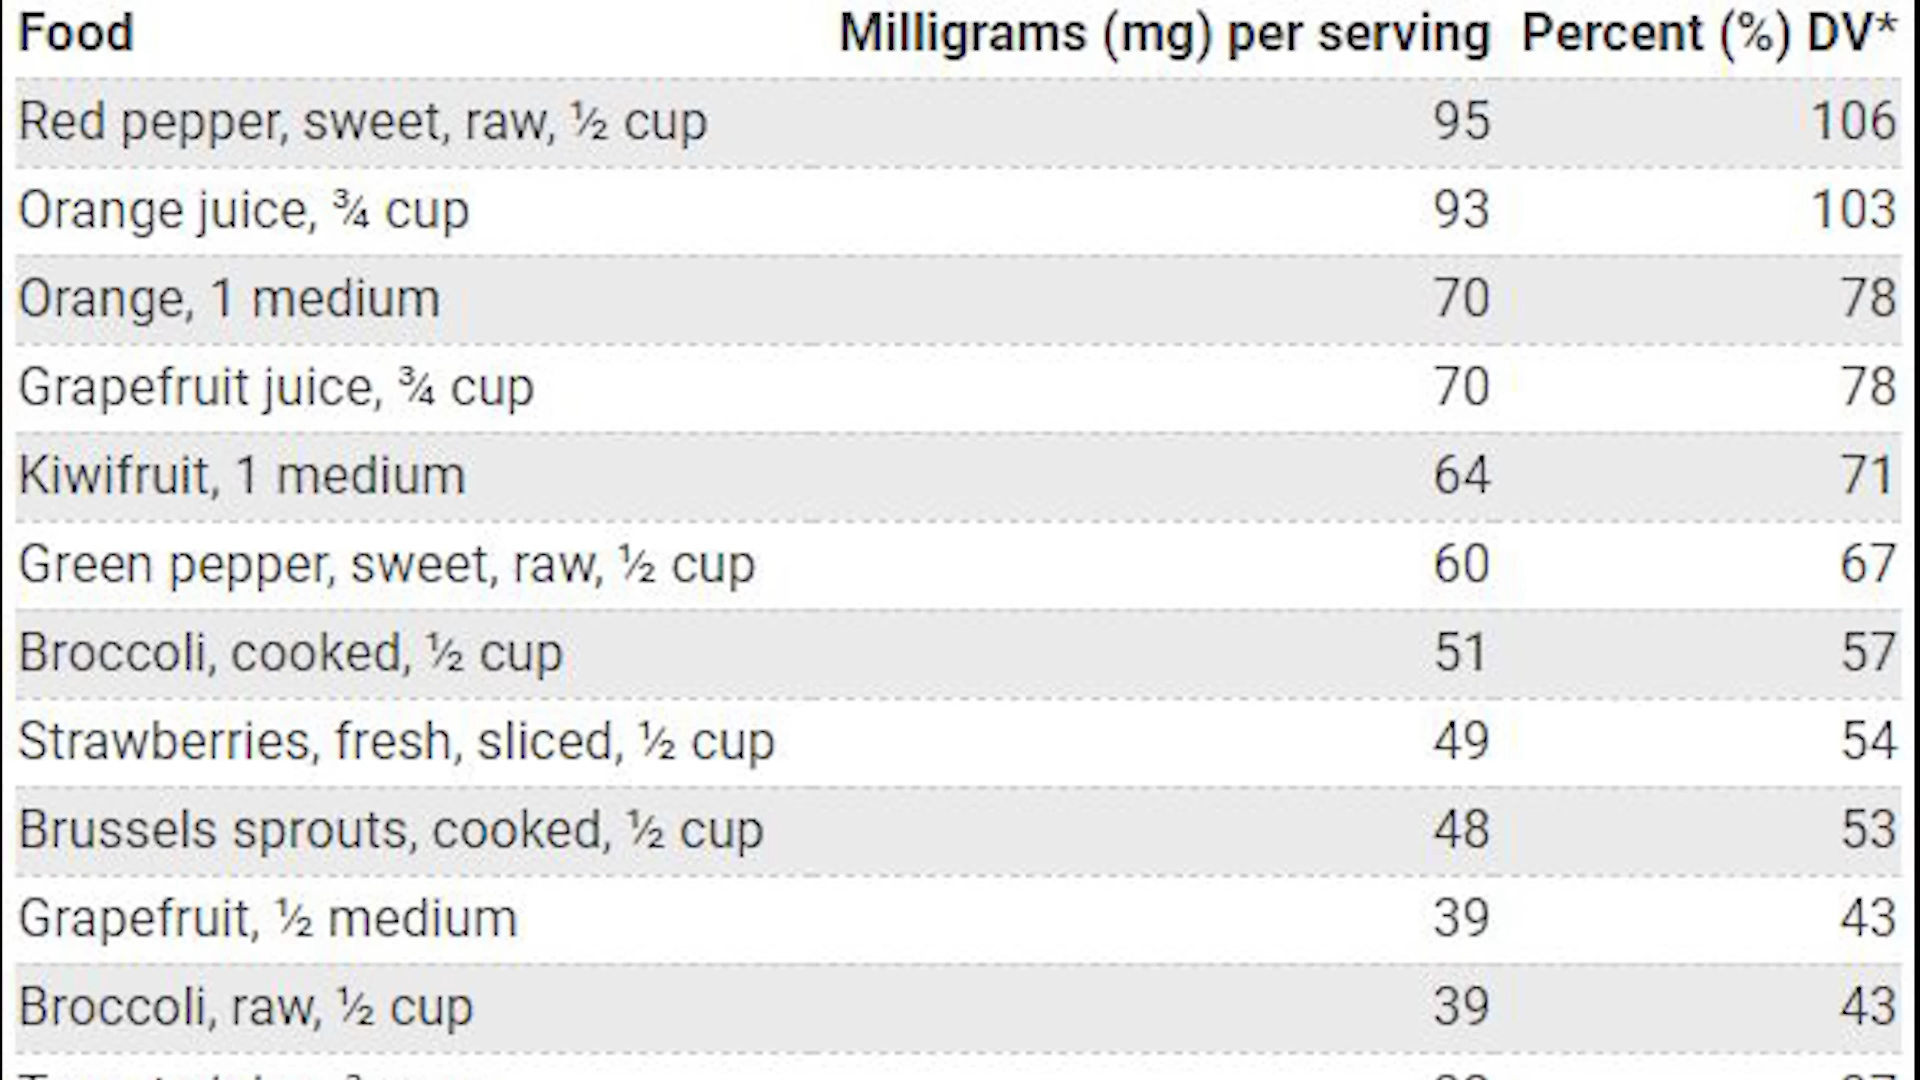 Food Milligrams (mg) per serving Percent (%) DV*
Red pepper, sweet, raw, ½ cup 95 106
Orange juice, ¾ cup 93 103
Orange, 1 medium 70 78
Grapefruit juice, ¾ cup 70 78
Kiwifruit, 1 medium 64 71
Green pepper, sweet, raw, ½ cup 60 67
Broccoli, cooked, ½ cup 51 57
Strawberries, fresh, sliced, ½ cup 49 54
Brussels sprouts, cooked, ½ cup 48 53
Grapefruit, ½ medium 39 43
Broccoli, raw, ½ cup 39 43